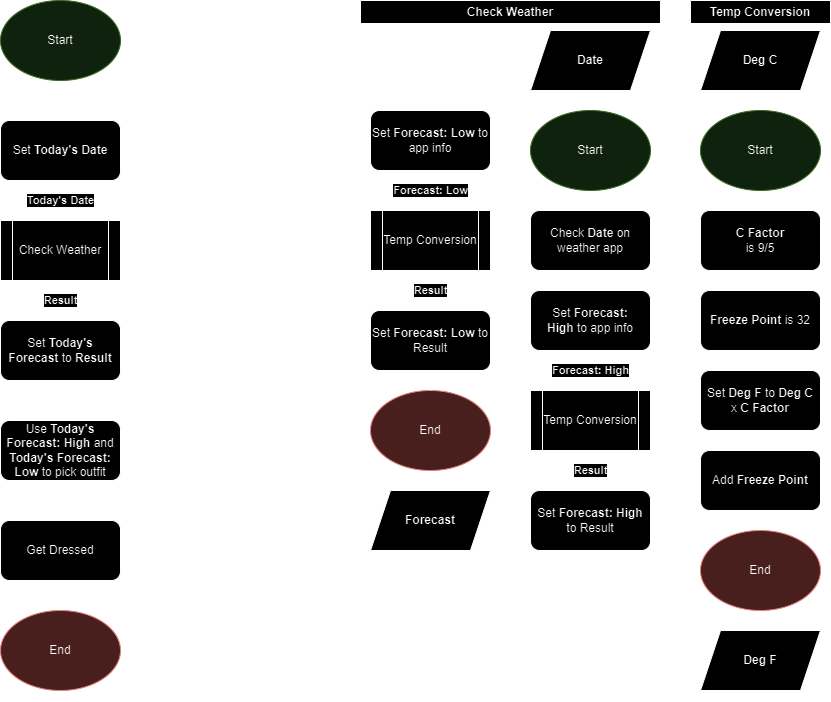 Start
Set Today's Date
Today's Date
Check Weather
Result
Set Today's
Forecast to Result
Use Today's
Forecast: High and
Today's Forecast:
Low to pick outfit
Get Dressed
End
Check Weather
Date
Start
Check Date on
weather app
Set Forecast:
High to app info
Forecast: High
Temp Conversion
Result
Set Forecast: High
to Result
Set Forecast: Low to
app info
Forecast: Low
Temp Conversion
Result
Set Forecast: Low to
Result
End
Forecast
Temp Conversion
Deg C
Start
C Factor
is 9/5
Freeze Point is 32
Set Deg F to Deg C
x C Factor
Add Freeze Point
End
Deg F